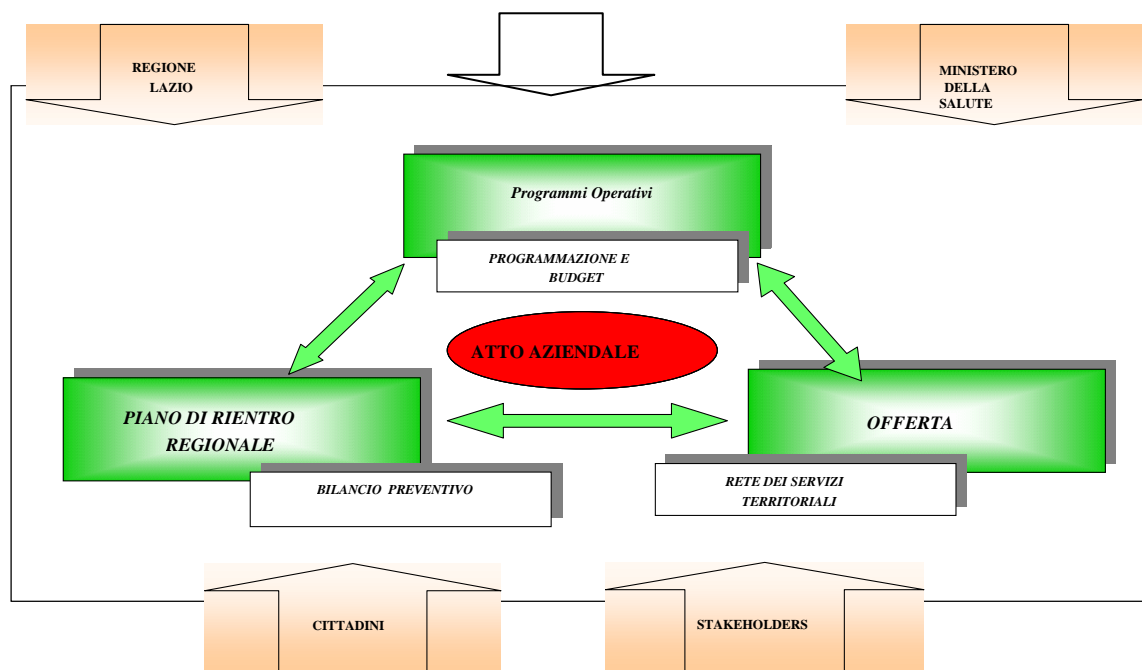 REGIONE
LAZIO
MINISTERO
DELLA
SALUTE
Programmi Operativi
PROGRAMMAZIONE E
BUDGET
ATTO AZIENDALE
PIANO DI RIENTRO
REGIONALE
OFFERTA
BILANCIO PREVENTIVO
RETE DEI SERVIZI
TERRITORIALI
CITTADINI
STAKEHOLDERS